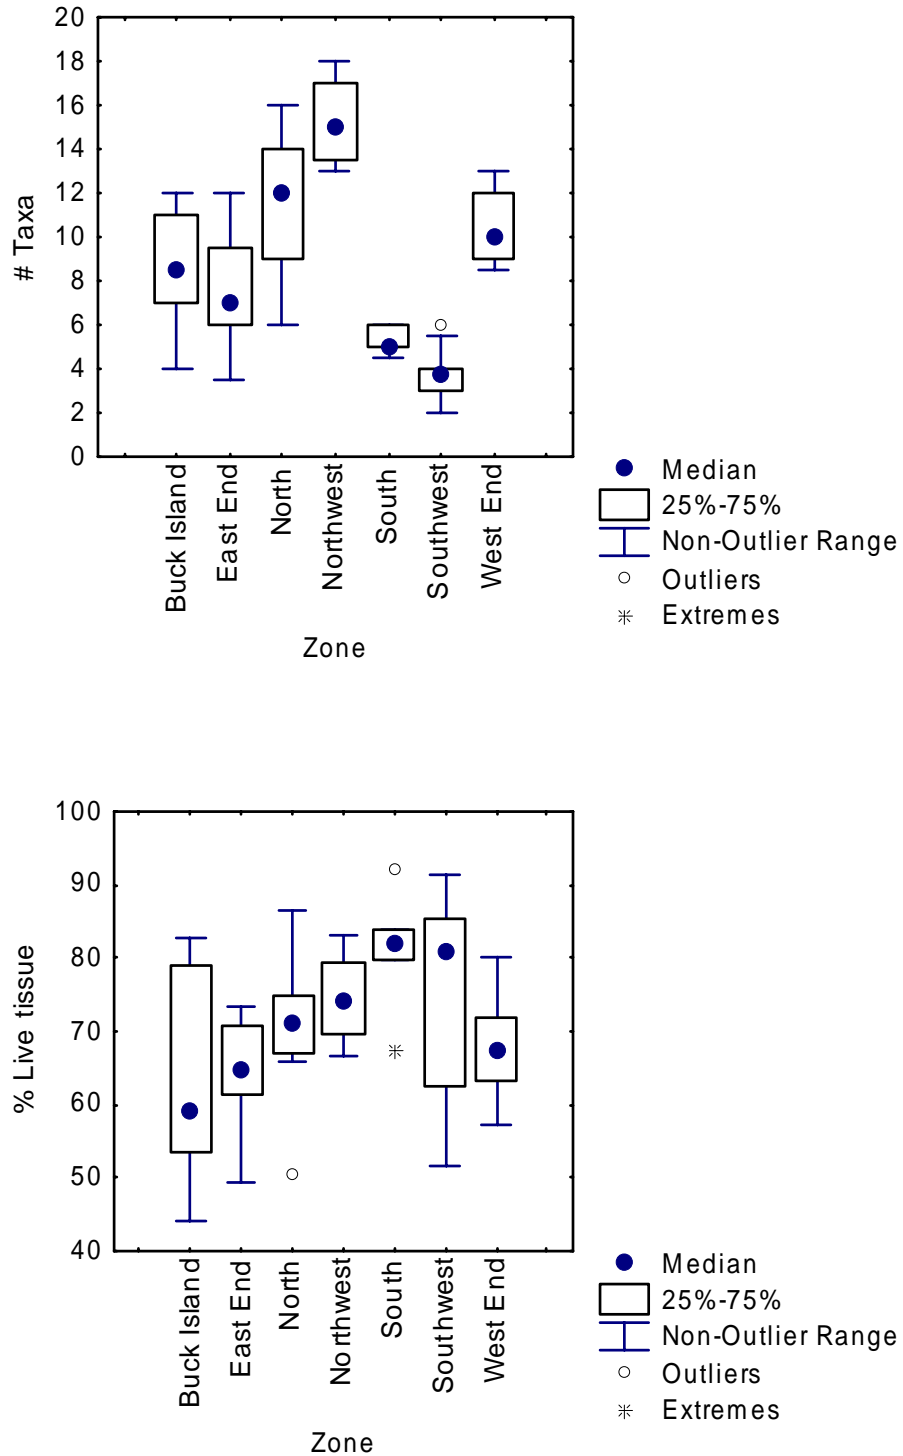 20
18
16
14
12
10
8
6
4
2
0
# Taxa
Buck Island
East End
North
Northwest
South
Southwest
West End
Zone
Median
25%-75%
Non-Outlier Range
Outliers
Extremes
100
90
80
70
60
50
40
% Live tissue
Buck Island
East End
North
Northwest
South
Southwest
West End
Zone
Median
25%-75%
Non-Outlier Range
Outliers
Extremes